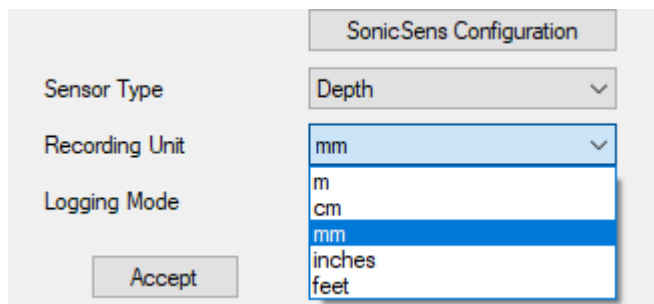 SonicSens Configuration
Sensor Type Depth
Recording Unit mm
m
Logging Mode cm
mm
inches
Accept feet